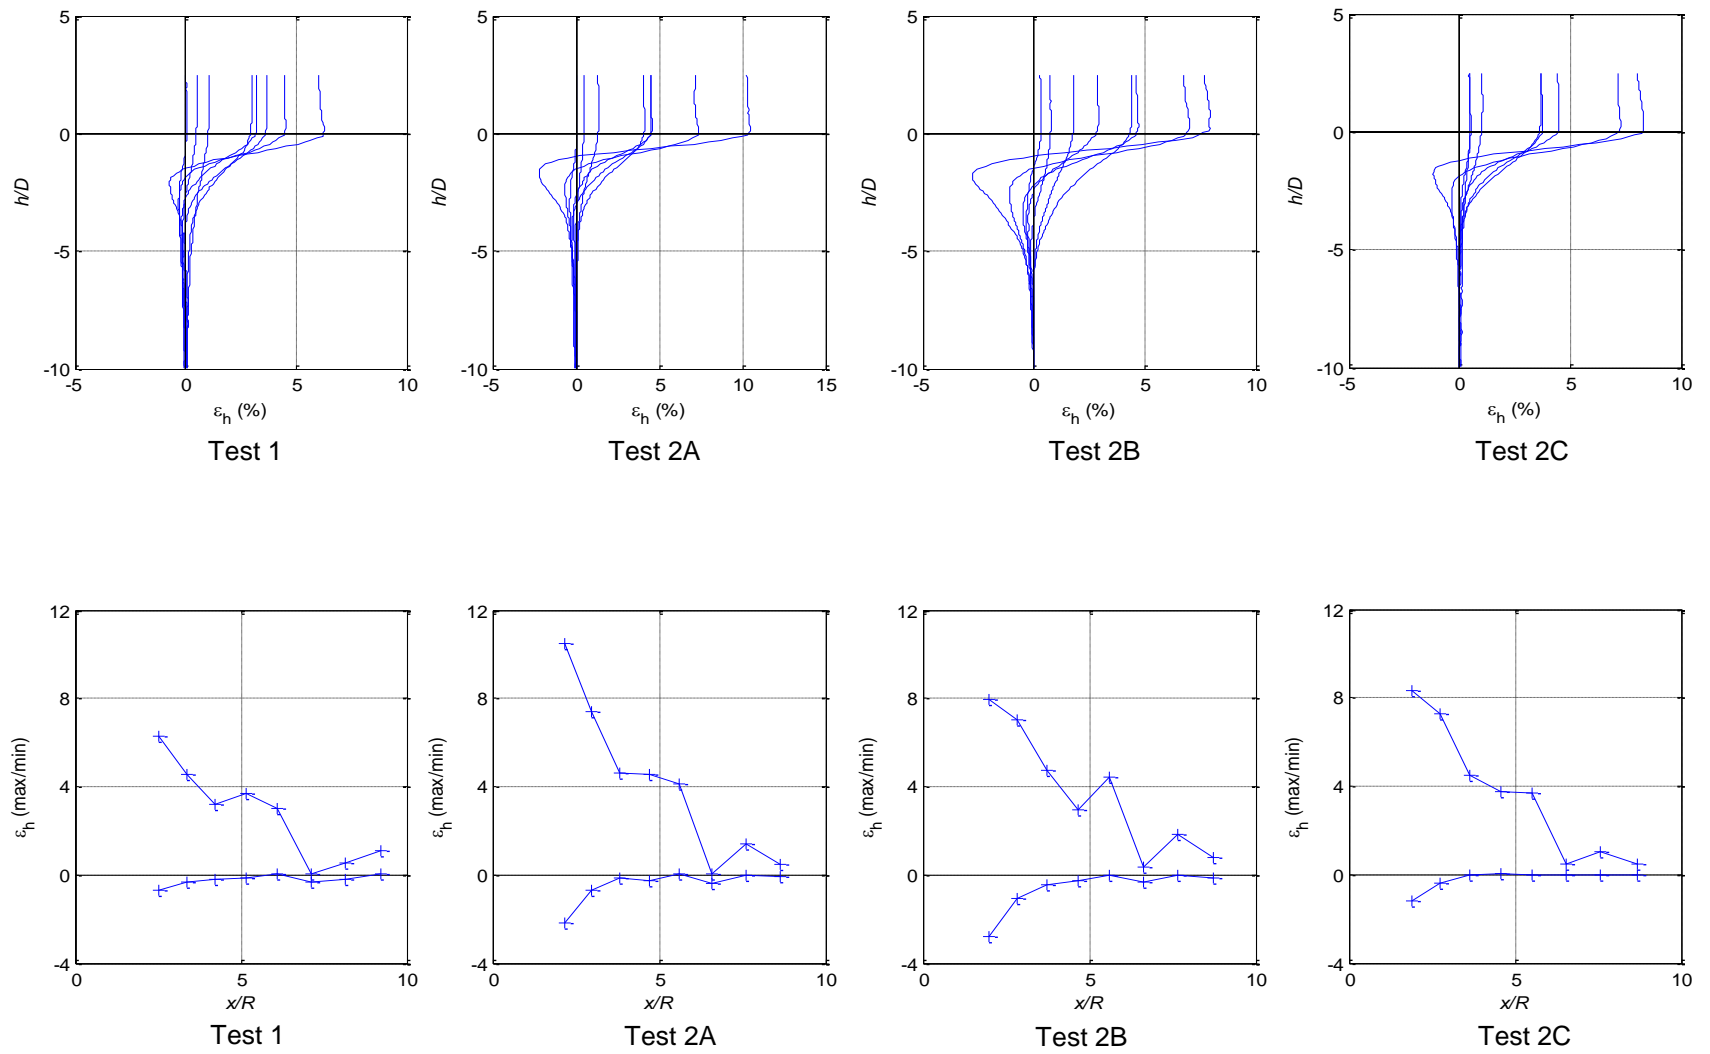 5
0
-5
-10
h/D
-5 0 5 10
εh (%)
Test 1
5
0
-5
-10
h/D
-5 0 5 10 15
εh (%)
Test 2A
5
0
-5
-10
h/D
-5 0 5 10
εh (%)
Test 2B
5
0
-5
-10
h/D
-5 0 5 10
εh (%)
Test 2C
12
8
4
0
-4
εh (max/min)
0 5 10
x/R
Test 1
12
8
4
0
-4
εh (max/min)
0 5 10
x/R
Test 2A
12
8
4
0
-4
εh (max/min)
0 5 10
x/R
Test 2B
12
8
4
0
-4
εh (max/min)
0 5 10
x/R
Test 2C